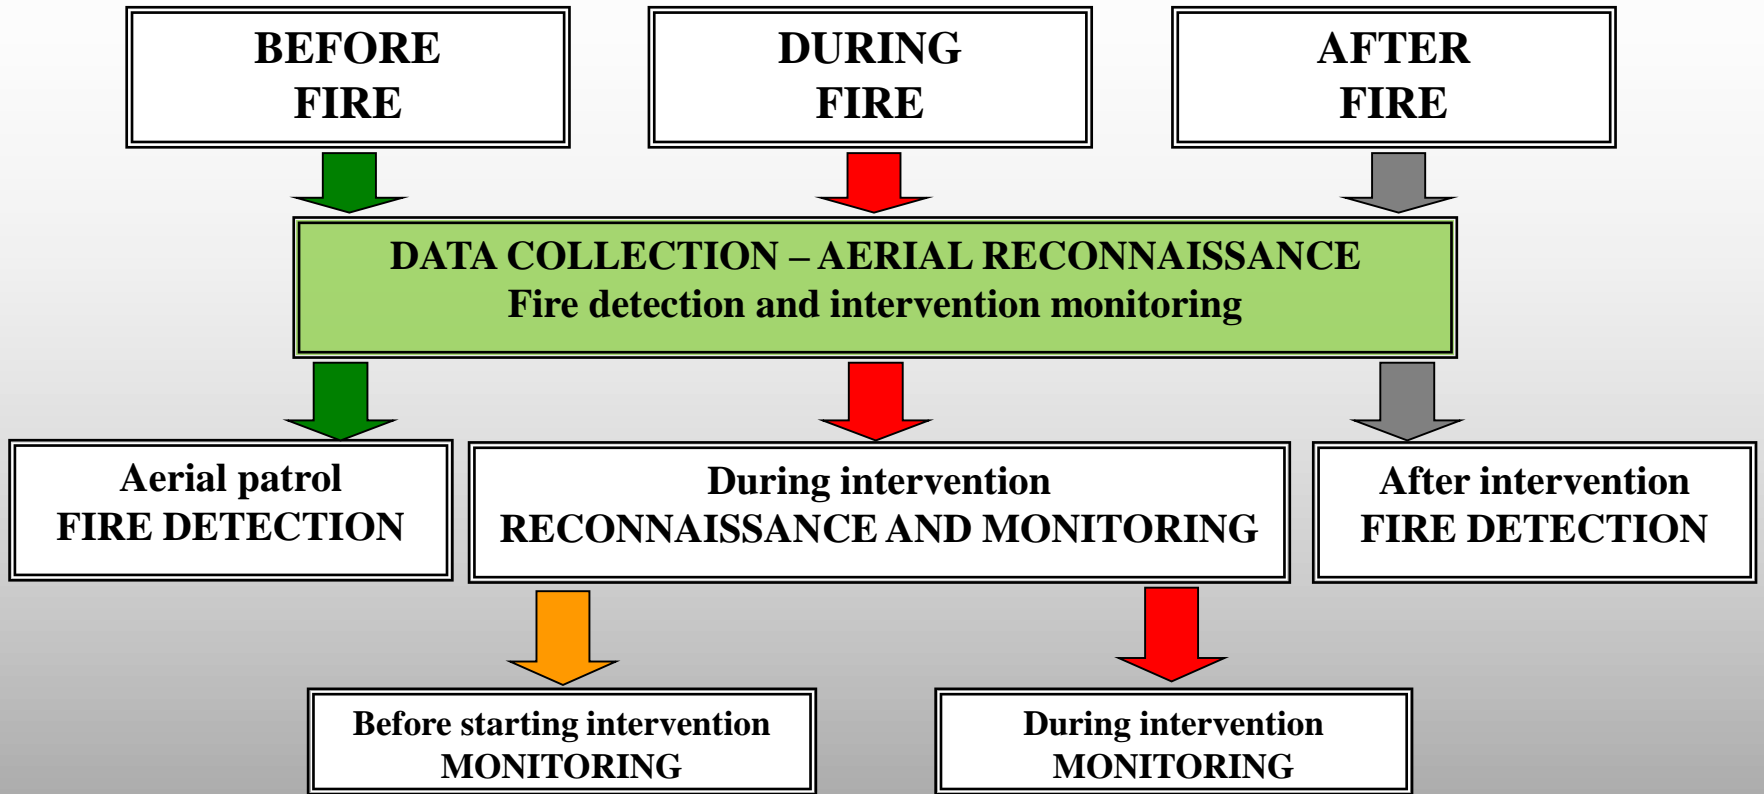 BEFORE
FIRE
DURING
FIRE
AFTER
FIRE
DATA COLLECTION – AERIAL RECONNAISSANCE
Fire detection and intervention monitoring
Aerial patrol
FIRE DETECTION
During intervention
RECONNAISSANCE AND MONITORING
After intervention
FIRE DETECTION
Before starting intervention
MONITORING
During intervention
MONITORING